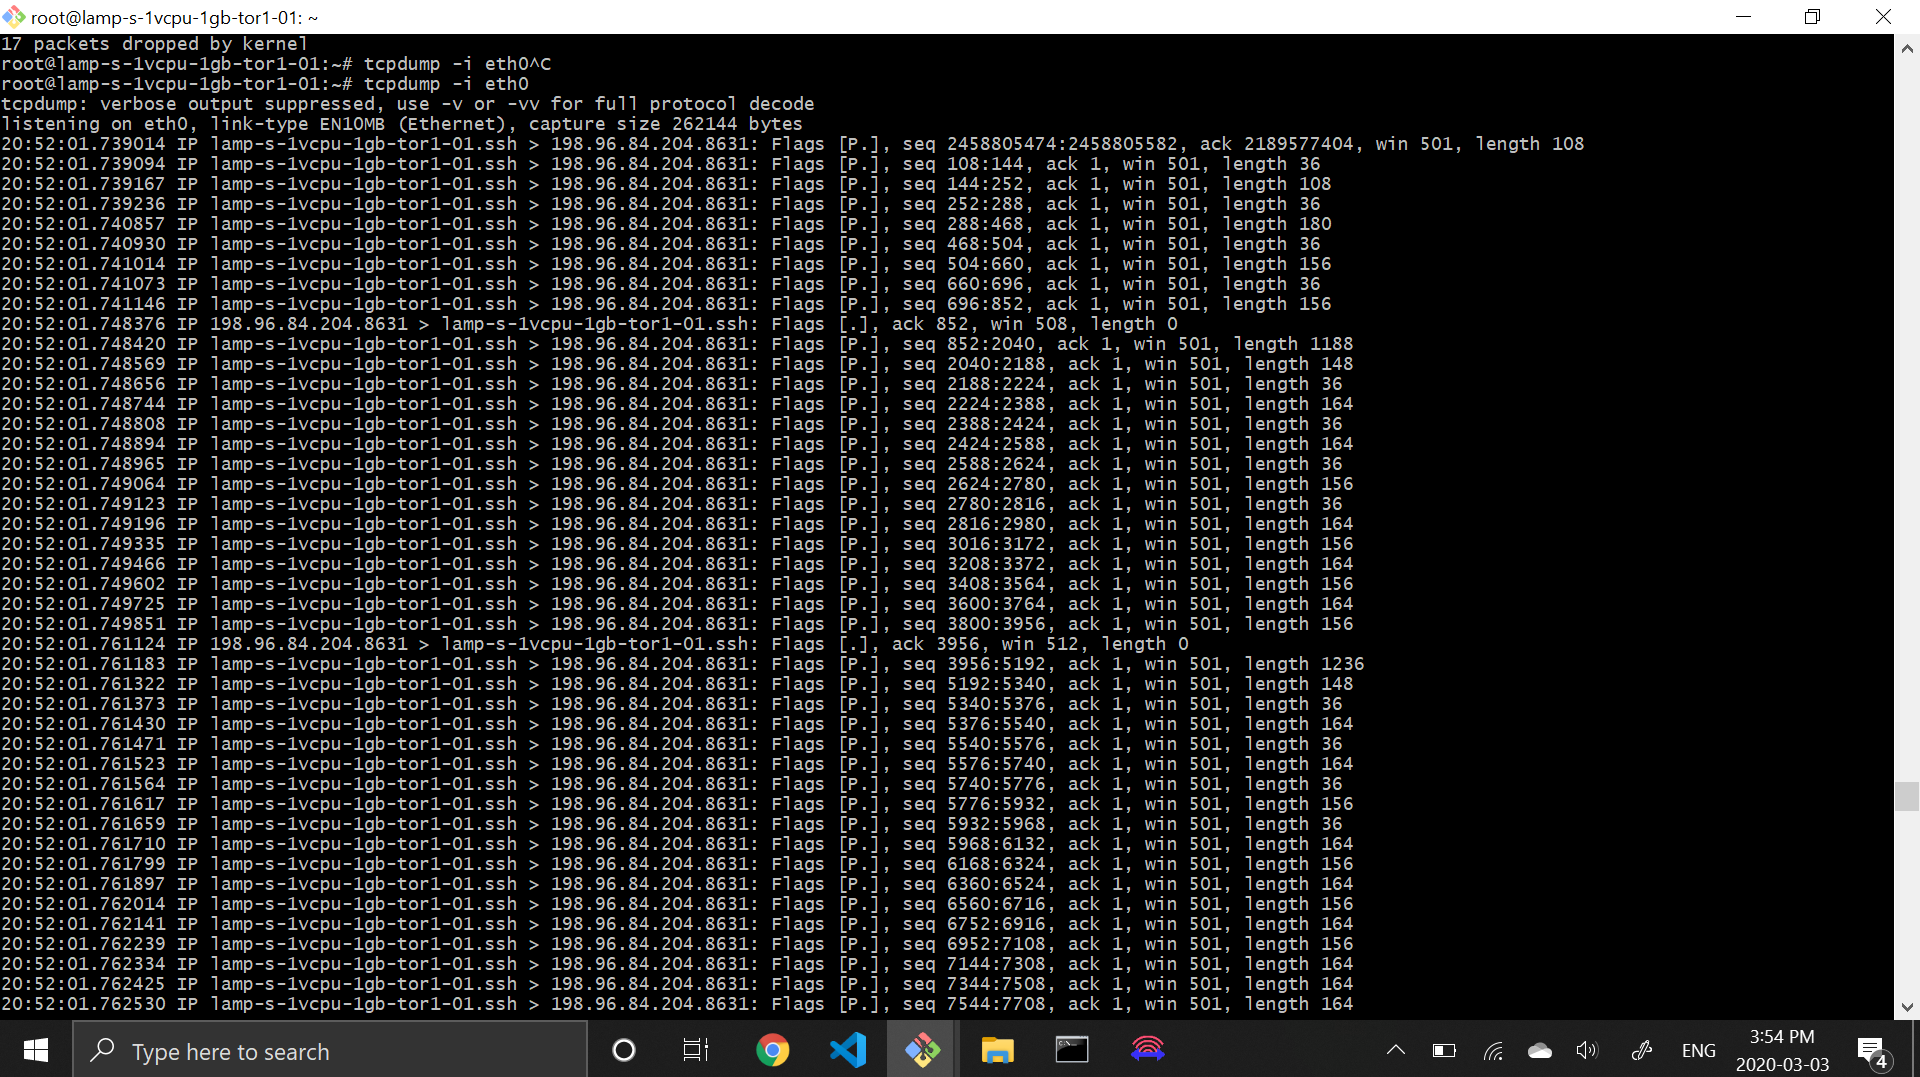 root@lamp-s-1vcpu-1gb-tor1-01: ~
17 packets dropped by kernel
root@lamp-s-1vcpu-1gb-tor1-01:~# tcpdump -i eth0^C
root@lamp-s-1vcpu-1gb-tor1-01:~# tcpdump -i eth0
tcpdump: verbose output suppressed, use -v or -vv for full protocol decode
listening on eth0, link-type EN10MB (Ethernet), capture size 262144 bytes
20:52:01.739014 IP lamp-s-1vcpu-1gb-tor1-01.ssh > 198.96.84.204.8631: Flags [P.], seq 2458805474:2458805582, ack 2189577404, win 501, length 108
20:52:01.739094 IP lamp-s-1vcpu-1gb-tor1-01.ssh > 198.96.84.204.8631: Flags [P.], seq 108:144, ack 1, win 501, length 36
20:52:01.739167 IP lamp-s-1vcpu-1gb-tor1-01.ssh > 198.96.84.204.8631: Flags [P.], seq 144:252, ack 1, win 501, length 108
20:52:01.739236 IP lamp-s-1vcpu-1gb-tor1-01.ssh > 198.96.84.204.8631: Flags [P.], seq 252:288, ack 1, win 501, length 36
20:52:01.740857 IP lamp-s-1vcpu-1gb-tor1-01.ssh > 198.96.84.204.8631: Flags [P.], seq 288:468, ack 1, win 501, length 180
20:52:01.740930 IP lamp-s-1vcpu-1gb-tor1-01.ssh > 198.96.84.204.8631: Flags [P.], seq 468:504, ack 1, win 501, length 36
20:52:01.741014 IP lamp-s-1vcpu-1gb-tor1-01.ssh > 198.96.84.204.8631: Flags [P.], seq 504:660, ack 1, win 501, length 156
20:52:01.741073 IP lamp-s-1vcpu-1gb-tor1-01.ssh > 198.96.84.204.8631: Flags [P.], seq 660:696, ack 1, win 501, length 36
20:52:01.741146 IP lamp-s-1vcpu-1gb-tor1-01.ssh > 198.96.84.204.8631: Flags [P.], seq 696:852, ack 1, win 501, length 156
20:52:01.748376 IP 198.96.84.204.8631 > lamp-s-1vcpu-1gb-tor1-01.ssh: Flags [.], ack 852, win 508, length 0
20:52:01.748420 IP lamp-s-1vcpu-1gb-tor1-01.ssh > 198.96.84.204.8631: Flags [P.], seq 852:2040, ack 1, win 501, length 1188
20:52:01.748569 IP lamp-s-1vcpu-1gb-tor1-01.ssh > 198.96.84.204.8631: Flags [P.], seq 2040:2188, ack 1, win 501, length 148
20:52:01.748656 IP lamp-s-1vcpu-1gb-tor1-01.ssh > 198.96.84.204.8631: Flags [P.], seq 2188:2224, ack 1, win 501, length 36
20:52:01.748744 IP lamp-s-1vcpu-1gb-tor1-01.ssh > 198.96.84.204.8631: Flags [P.], seq 2224:2388, ack 1, win 501, length 164
20:52:01.748808 IP lamp-s-1vcpu-1gb-tor1-01.ssh > 198.96.84.204.8631: Flags [P.], seq 2388:2424, ack 1, win 501, length 36
20:52:01.748894 IP lamp-s-1vcpu-1gb-tor1-01.ssh > 198.96.84.204.8631: Flags [P.], seq 2424:2588, ack 1, win 501, length 164
20:52:01.748965 IP lamp-s-1vcpu-1gb-tor1-01.ssh > 198.96.84.204.8631: Flags [P.], seq 2588:2624, ack 1, win 501, length 36
20:52:01.749064 IP lamp-s-1vcpu-1gb-tor1-01.ssh > 198.96.84.204.8631: Flags [P.], seq 2624:2780, ack 1, win 501, length 156
20:52:01.749123 IP lamp-s-1vcpu-1gb-tor1-01.ssh > 198.96.84.204.8631: Flags [P.], seq 2780:2816, ack 1, win 501, length 36
20:52:01.749196 IP lamp-s-1vcpu-1gb-tor1-01.ssh > 198.96.84.204.8631: Flags [P.], seq 2816:2980, ack 1, win 501, length 164
20:52:01.749335 IP lamp-s-1vcpu-1gb-tor1-01.ssh > 198.96.84.204.8631: Flags [P.], seq 3016:3172, ack 1, win 501, length 156
20:52:01.749466 IP lamp-s-1vcpu-1gb-tor1-01.ssh > 198.96.84.204.8631: Flags [P.], seq 3208:3372, ack 1, win 501, length 164
20:52:01.749602 IP lamp-s-1vcpu-1gb-tor1-01.ssh > 198.96.84.204.8631: Flags [P.], seq 3408:3564, ack 1, win 501, length 156
20:52:01.749725 IP lamp-s-1vcpu-1gb-tor1-01.ssh > 198.96.84.204.8631: Flags [P.], seq 3600:3764, ack 1, win 501, length 164
20:52:01.749851 IP lamp-s-1vcpu-1gb-tor1-01.ssh > 198.96.84.204.8631: Flags [P.], seq 3800:3956, ack 1, win 501, length 156
20:52:01.761124 IP 198.96.84.204.8631 > lamp-s-1vcpu-1gb-tor1-01.ssh: Flags [.], ack 3956, win 512, length 0
20:52:01.761183 IP lamp-s-1vcpu-1gb-tor1-01.ssh > 198.96.84.204.8631: Flags [P.], seq 3956:5192, ack 1, win 501, length 1236
20:52:01.761322 IP lamp-s-1vcpu-1gb-tor1-01.ssh > 198.96.84.204.8631: Flags [P.], seq 5192:5340, ack 1, win 501, length 148
20:52:01.761373 IP lamp-s-1vcpu-1gb-tor1-01.ssh > 198.96.84.204.8631: Flags [P.], seq 5340:5376, ack 1, win 501, length 36
20:52:01.761430 IP lamp-s-1vcpu-1gb-tor1-01.ssh > 198.96.84.204.8631: Flags [P.], seq 5376:5540, ack 1, win 501, length 164
20:52:01.761471 IP lamp-s-1vcpu-1gb-tor1-01.ssh > 198.96.84.204.8631: Flags [P.], seq 5540:5576, ack 1, win 501, length 36
20:52:01.761523 IP lamp-s-1vcpu-1gb-tor1-01.ssh > 198.96.84.204.8631: Flags [P.], seq 5576:5740, ack 1, win 501, length 164
20:52:01.761564 IP lamp-s-1vcpu-1gb-tor1-01.ssh > 198.96.84.204.8631: Flags [P.], seq 5740:5776, ack 1, win 501, length 36
20:52:01.761617 IP lamp-s-1vcpu-1gb-tor1-01.ssh > 198.96.84.204.8631: Flags [P.], seq 5776:5932, ack 1, win 501, length 156
20:52:01.761659 IP lamp-s-1vcpu-1gb-tor1-01.ssh > 198.96.84.204.8631: Flags [P.], seq 5932:5968, ack 1, win 501, length 36
20:52:01.761710 IP lamp-s-1vcpu-1gb-tor1-01.ssh > 198.96.84.204.8631: Flags [P.], seq 5968:6132, ack 1, win 501, length 164
20:52:01.761799 IP lamp-s-1vcpu-1gb-tor1-01.ssh > 198.96.84.204.8631: Flags [P.], seq 6168:6324, ack 1, win 501, length 156
20:52:01.761897 IP lamp-s-1vcpu-1gb-tor1-01.ssh > 198.96.84.204.8631: Flags [P.], seq 6360:6524, ack 1, win 501, length 164
20:52:01.762014 IP lamp-s-1vcpu-1gb-tor1-01.ssh > 198.96.84.204.8631: Flags [P.], seq 6560:6716, ack 1, win 501, length 156
20:52:01.762141 IP lamp-s-1vcpu-1gb-tor1-01.ssh > 198.96.84.204.8631: Flags [P.], seq 6752:6916, ack 1, win 501, length 164
20:52:01.762239 IP lamp-s-1vcpu-1gb-tor1-01.ssh > 198.96.84.204.8631: Flags [P.], seq 6952:7108, ack 1, win 501, length 156
20:52:01.762334 IP lamp-s-1vcpu-1gb-tor1-01.ssh > 198.96.84.204.8631: Flags [P.], seq 7144:7308, ack 1, win 501, length 164
20:52:01.762425 IP lamp-s-1vcpu-1gb-tor1-01.ssh > 198.96.84.204.8631: Flags [P.], seq 7344:7508, ack 1, win 501, length 164
20:52:01.762530 IP lamp-s-1vcpu-1gb-tor1-01.ssh > 198.96.84.204.8631: Flags [P.], seq 7544:7708, ack 1, win 501, length 164
Type here to search
ENG
3:54 PM
2020-03-03
4